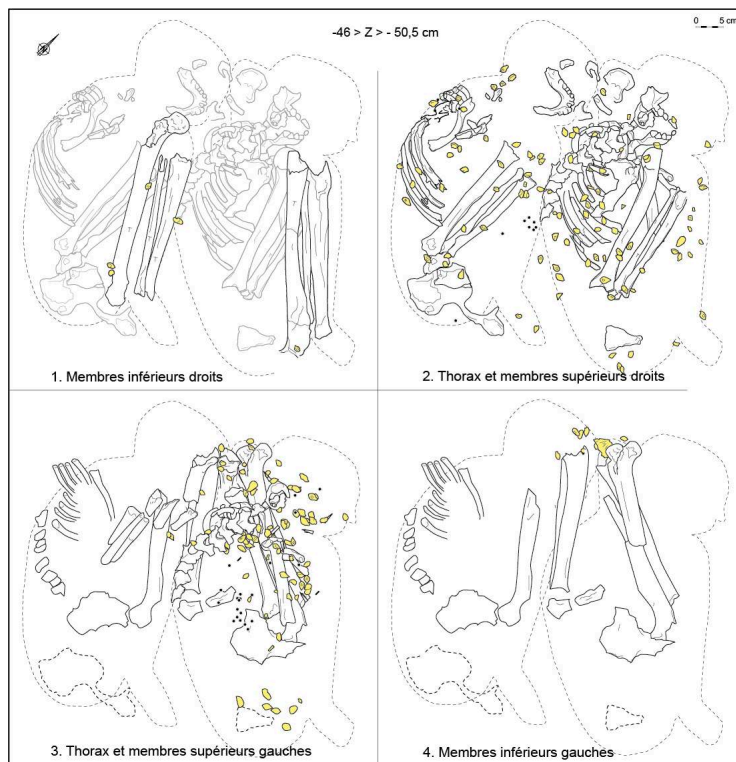 -46 > Z > - 50,5 cm
0 5 cm
1. Membres inférieurs droits
2. Thorax et membres supérieurs droits
3. Thorax et membres supérieurs gauches
4. Membres inférieurs gauches